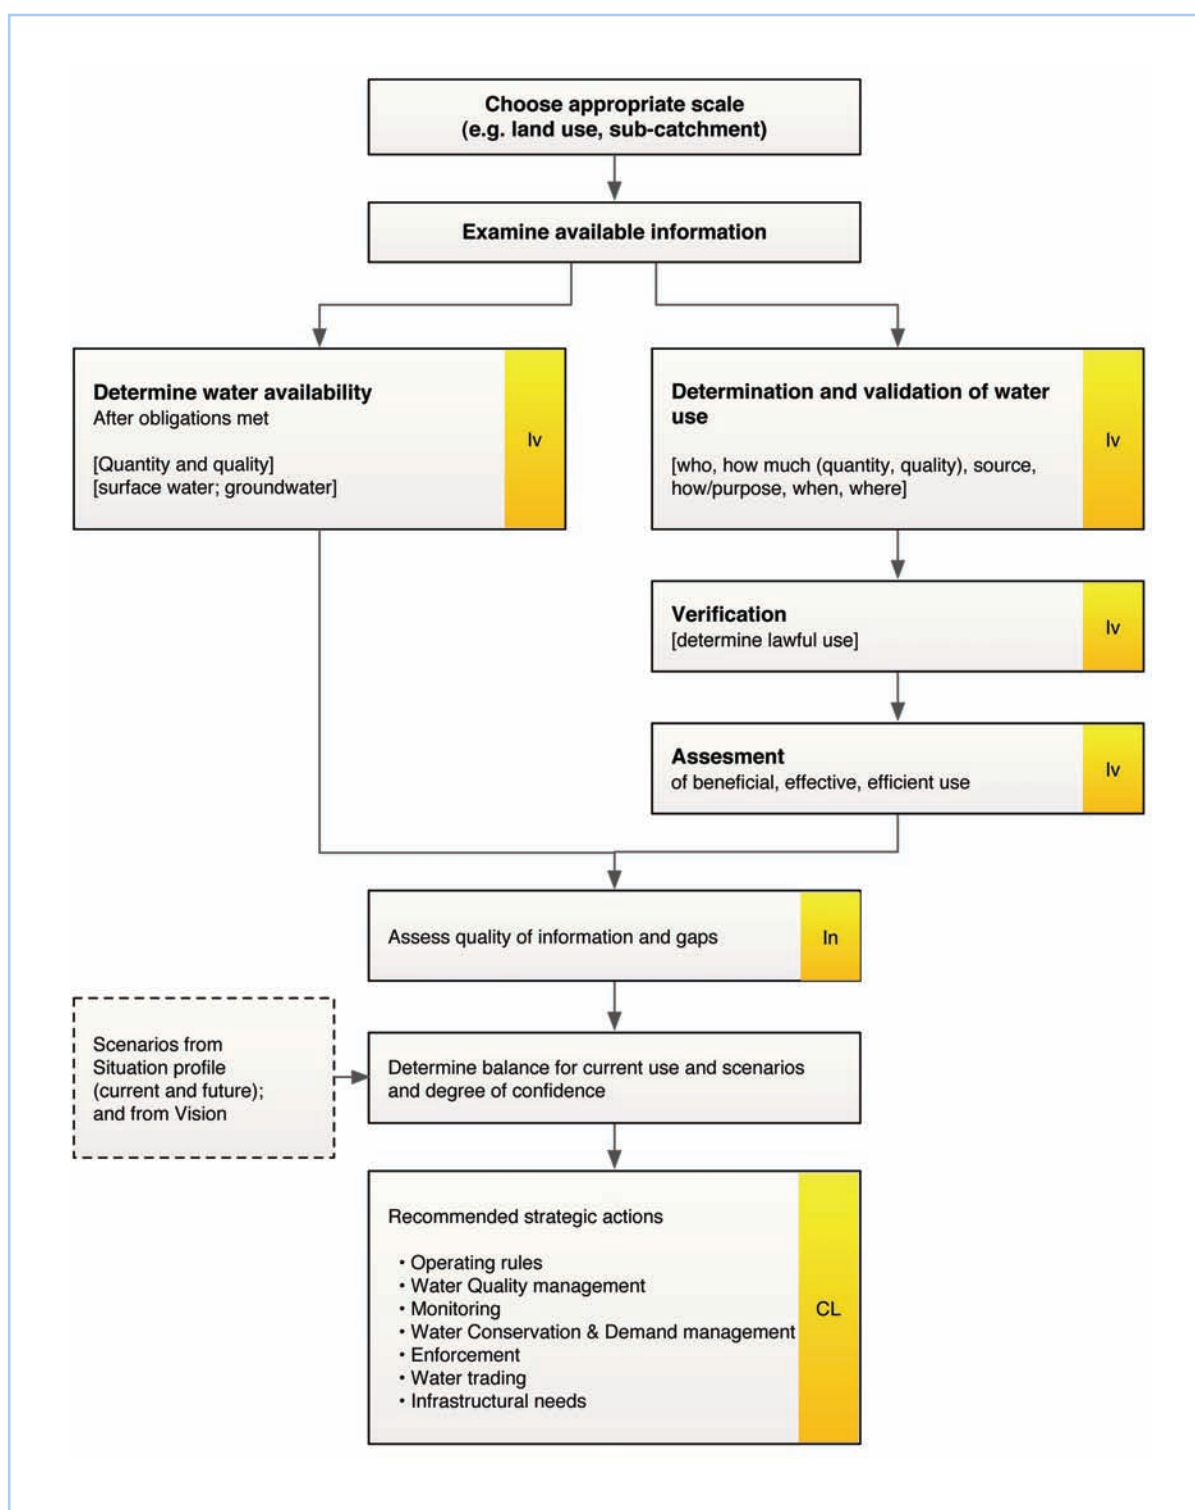 Choose appropriate scale
(e.g. land use, sub-catchment)
Examine available information
Determine water availability
After obligations met
[Quantity and quality]
[surface water; groundwater]
Iv
Determination and validation of water
use
[who, how much (quantity, quality), source,
how/purpose, when, where]
Iv
Verification
[determine lawful use]
Iv
Assesment
of beneficial, effective, efficient use
Iv
Assess quality of information and gaps
In
Scenarios from
Situation profile
(current and future);
and from Vision
Determine balance for current use and scenarios
and degree of confidence
Recommended strategic actions
• Operating rules
• Water Quality management
• Monitoring
• Water Conservation & Demand management
• Enforcement
• Water trading
• Infrastructural needs
CL